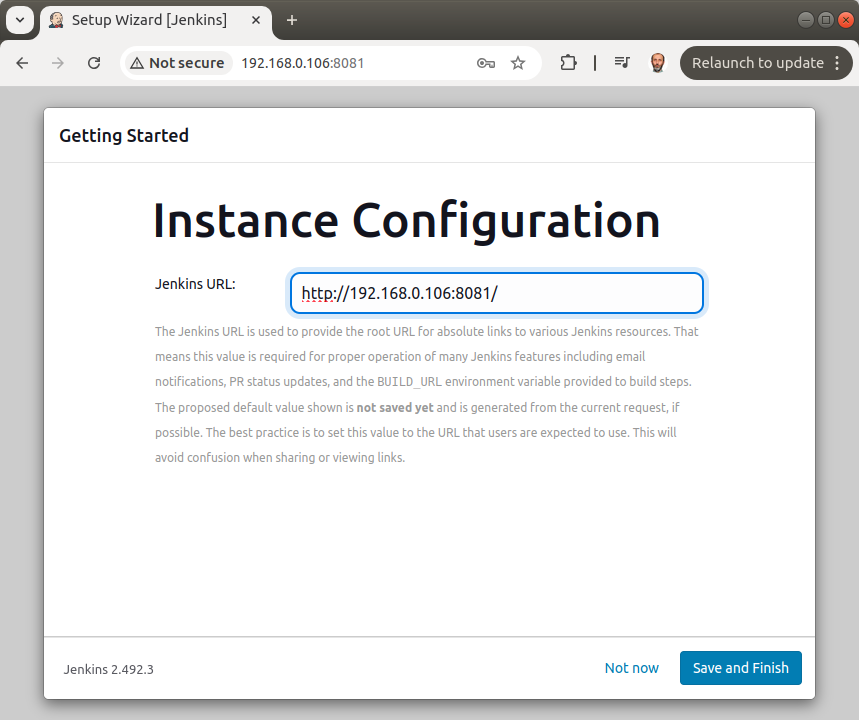 Setup Wizard [Jenkins]
Not secure
192.168.0.106:8081
Relaunch to update
Getting Started
Instance Configuration
Jenkins URL:
http://192.168.0.106:8081/
The Jenkins URL is used to provide the root URL for absolute links to various Jenkins resources. That
means this value is required for proper operation of many Jenkins features including email
notifications, PR status updates, and the BUILD_URL environment variable provided to build steps.
The proposed default value shown is not saved yet and is generated from the current request, if
possible. The best practice is to set this value to the URL that users are expected to use. This will
avoid confusion when sharing or viewing links.
Jenkins 2.492.3
Not now
Save and Finish